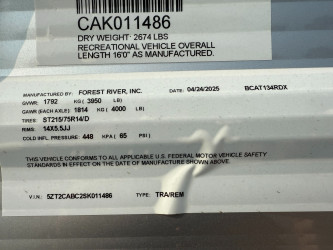 CAK011486
DRY WEIGHT: 2674 LBS
RECREATIONAL VEHICLE OVERALL
LENGTH 16'0" AS MANUFACTURED.
MANUFACTURED BY: FOREST RIVER, INC. DATE: 04/24/2025 BCAT134RDX
GVWR: 1792 KG ( 3950 LB)
GAWR (EACH AXLE): 1814 KG ( 4000 LB)
TIRES: ST215/75R14/D
RIMS: 14X5.5JJ
COLD INFL. PRESSURE: 448 KPA ( 65 PSI)
THIS VEHICLE CONFORMS TO ALL APPLICABLE U.S. FEDERAL MOTOR VEHICLE SAFETY
STANDARDS IN EFFECT ON THE DATE OF MANUFACTURE SHOWN ABOVE.
V.I.N: 5ZT2CABC2SK011486 TYPE: TRA/REM